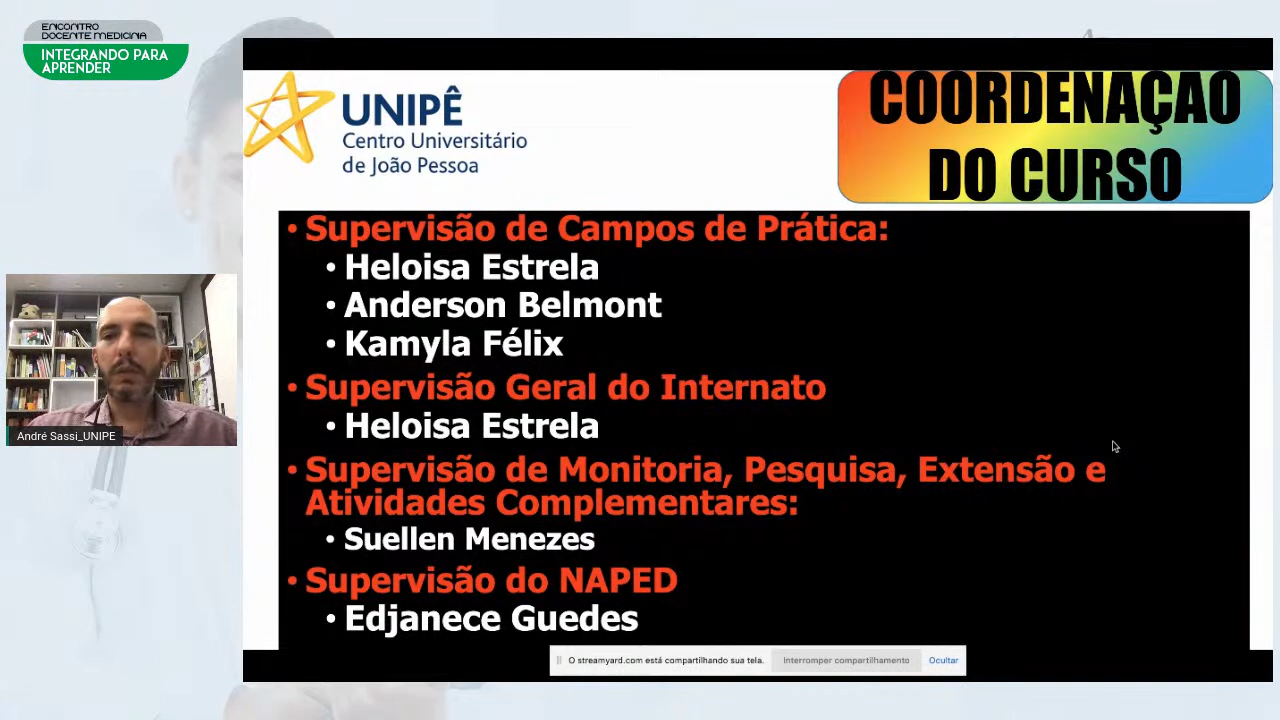 ENCONTRO
DOCENTE MEDICINA
INTEGRANDO PARA
APRENDER
UNIPÊ
Centro Universitário
de João Pessoa
COORDENAÇAO
DO CURSO
• Supervisão de Campos de Prática:
• Heloisa Estrela
• Anderson Belmont
• Kamyla Félix
• Supervisão Geral do Internato
• Heloisa Estrela
• Supervisão de Monitoria, Pesquisa, Extensão e
Atividades Complementares:
• Suellen Menezes
• Supervisão do NAPED
• Edjanece Guedes
André Sassi_UNIPE
O streamyard.com está compartilhando sua tela.
Interromper compartilhamento
Ocultar